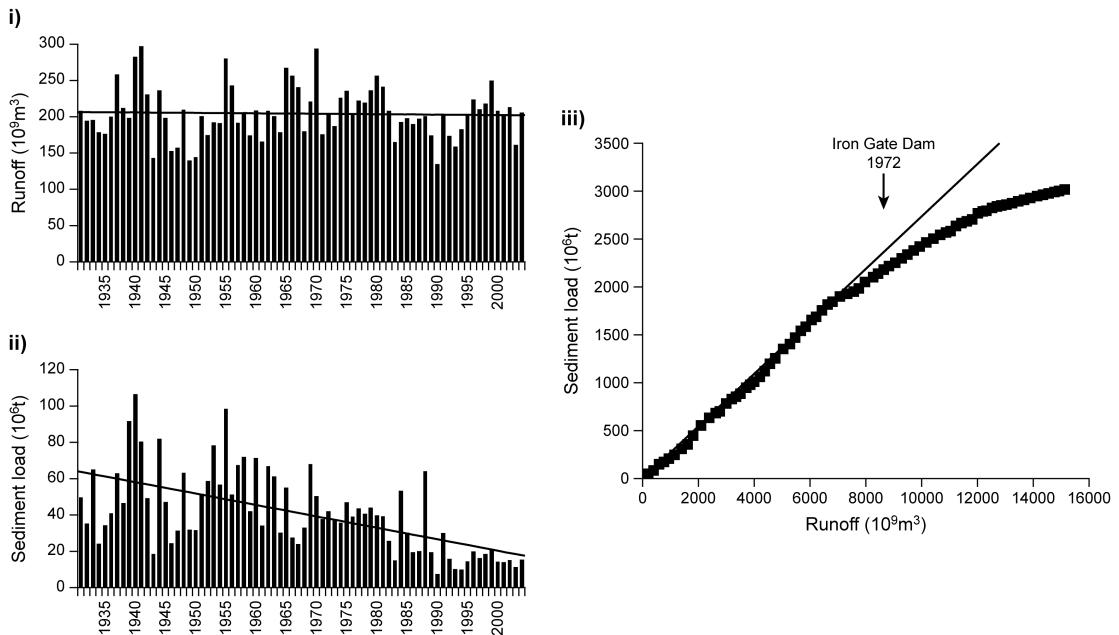 i)
300
250
200
150
100
50
0
Runoff (10⁹m³)
1935 1940 1945 1950 1955 1960 1965 1970 1975 1980 1985 1990 1995 2000
ii)
120
100
80
60
40
20
0
Sediment load (10⁶t)
1935 1940 1945 1950 1955 1960 1965 1970 1975 1980 1985 1990 1995 2000
iii)
3500
3000
2500
2000
1500
1000
500
0
Sediment load (10⁶t)
Iron Gate Dam
1972
0 2000 4000 6000 8000 10000 12000 14000 16000
Runoff (10⁹m³)